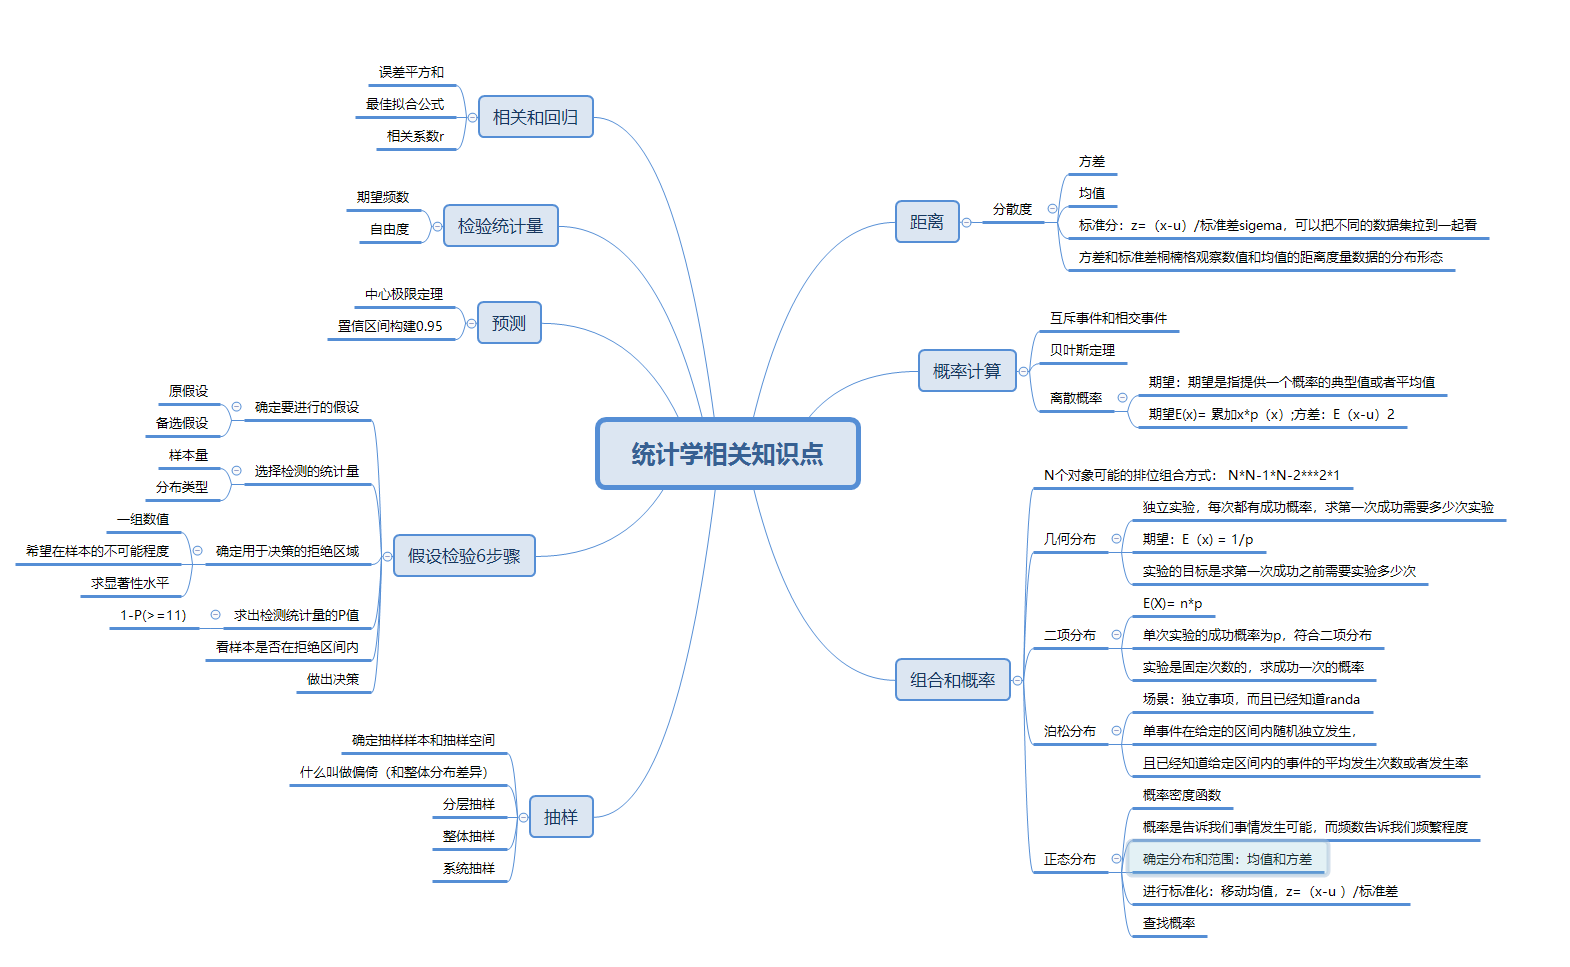 统计学相关知识点
相关和回归
误差平方和
最佳拟合公式
相关系数r
检验统计量
期望频数
自由度
预测
中心极限定理
置信区间构建0.95
假设检验6步骤
确定要进行的假设
原假设
备选假设
选择检测的统计量
样本量
分布类型
确定用于决策的拒绝区域
一组数值
希望在样本的不可能程度
求显著性水平
求出检测统计量的P值
1-P(>=11)
看样本是否在拒绝区间内
做出决策
抽样
确定抽样样本和抽样空间
什么叫做偏倚（和整体分布差异）
分层抽样
整体抽样
系统抽样
距离
分散度
方差
均值
标准分：z=（x-u）/标准差sigema，可以把不同的数据集拉到一起看
方差和标准差桐楠格观察数值和均值的距离度量数据的分布形态
概率计算
互斥事件和相交事件
贝叶斯定理
离散概率
期望：期望是指提供一个概率的典型值或者平均值
期望E(x)= 累加x*p（x）;方差：E（x-u）2
组合和概率
N个对象可能的排位组合方式： N*N-1*N-2***2*1
几何分布
独立实验，每次都有成功概率，求第一次成功需要多少次实验
期望：E（x) = 1/p
实验的目标是求第一次成功之前需要实验多少次
二项分布
E(X)= n*p
单次实验的成功概率为p，符合二项分布
实验是固定次数的，求成功一次的概率
泊松分布
场景：独立事项，而且已经知道randa
单事件在给定的区间内随机独立发生，
且已经知道给定区间内的事件的平均发生次数或者发生率
正态分布
概率密度函数
概率是告诉我们事情发生可能，而频数告诉我们频繁程度
确定分布和范围：均值和方差
进行标准化：移动均值，z=（x-u ）/标准差
查找概率